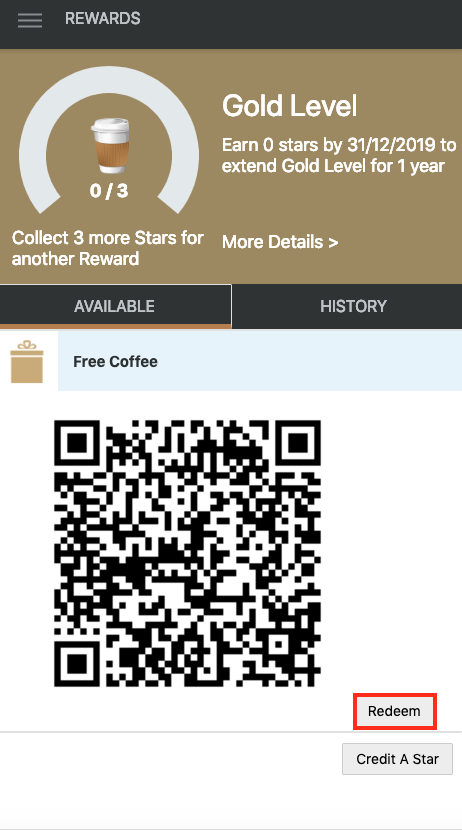 REWARDS
Gold Level
Earn 0 stars by 31/12/2019 to
extend Gold Level for 1 year
0 / 3
Collect 3 more Stars for
another Reward
More Details >
AVAILABLE
HISTORY
Free Coffee
Redeem
Credit A Star